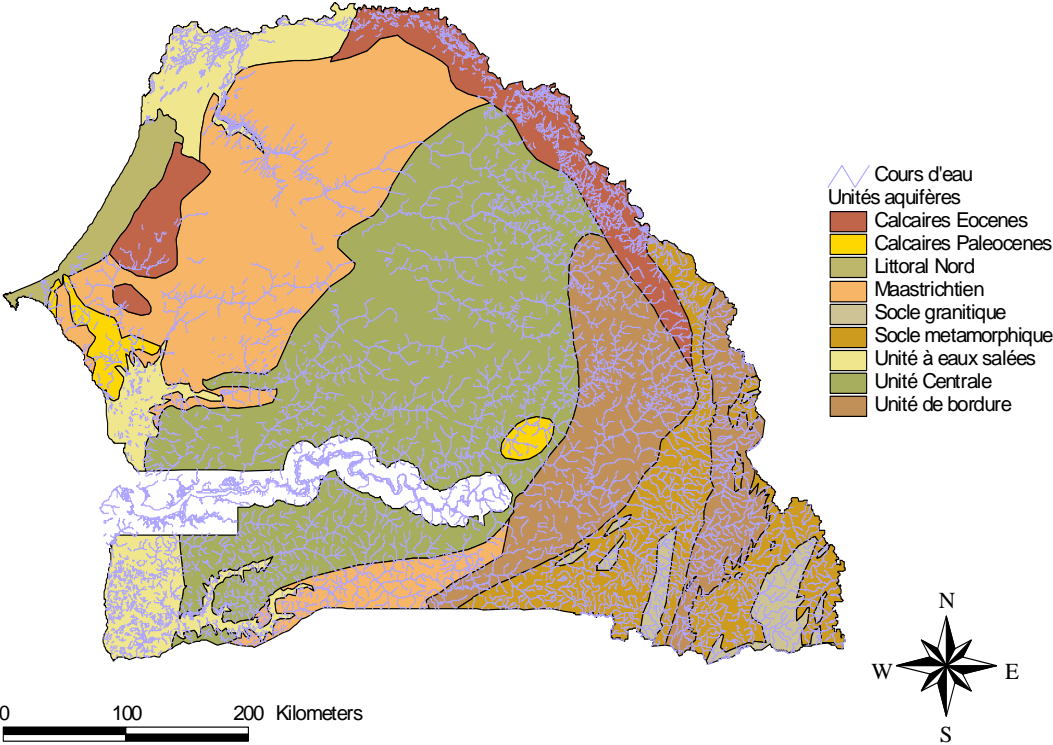 Cours d'eau
Unités aquifères
Calcaires Eocenes
Calcaires Paleocenes
Littoral Nord
Maastrichtien
Socle granitique
Socle metamorphique
Unité à eaux salées
Unité Centrale
Unité de bordure
N
W E
S
0 100 200 Kilometers